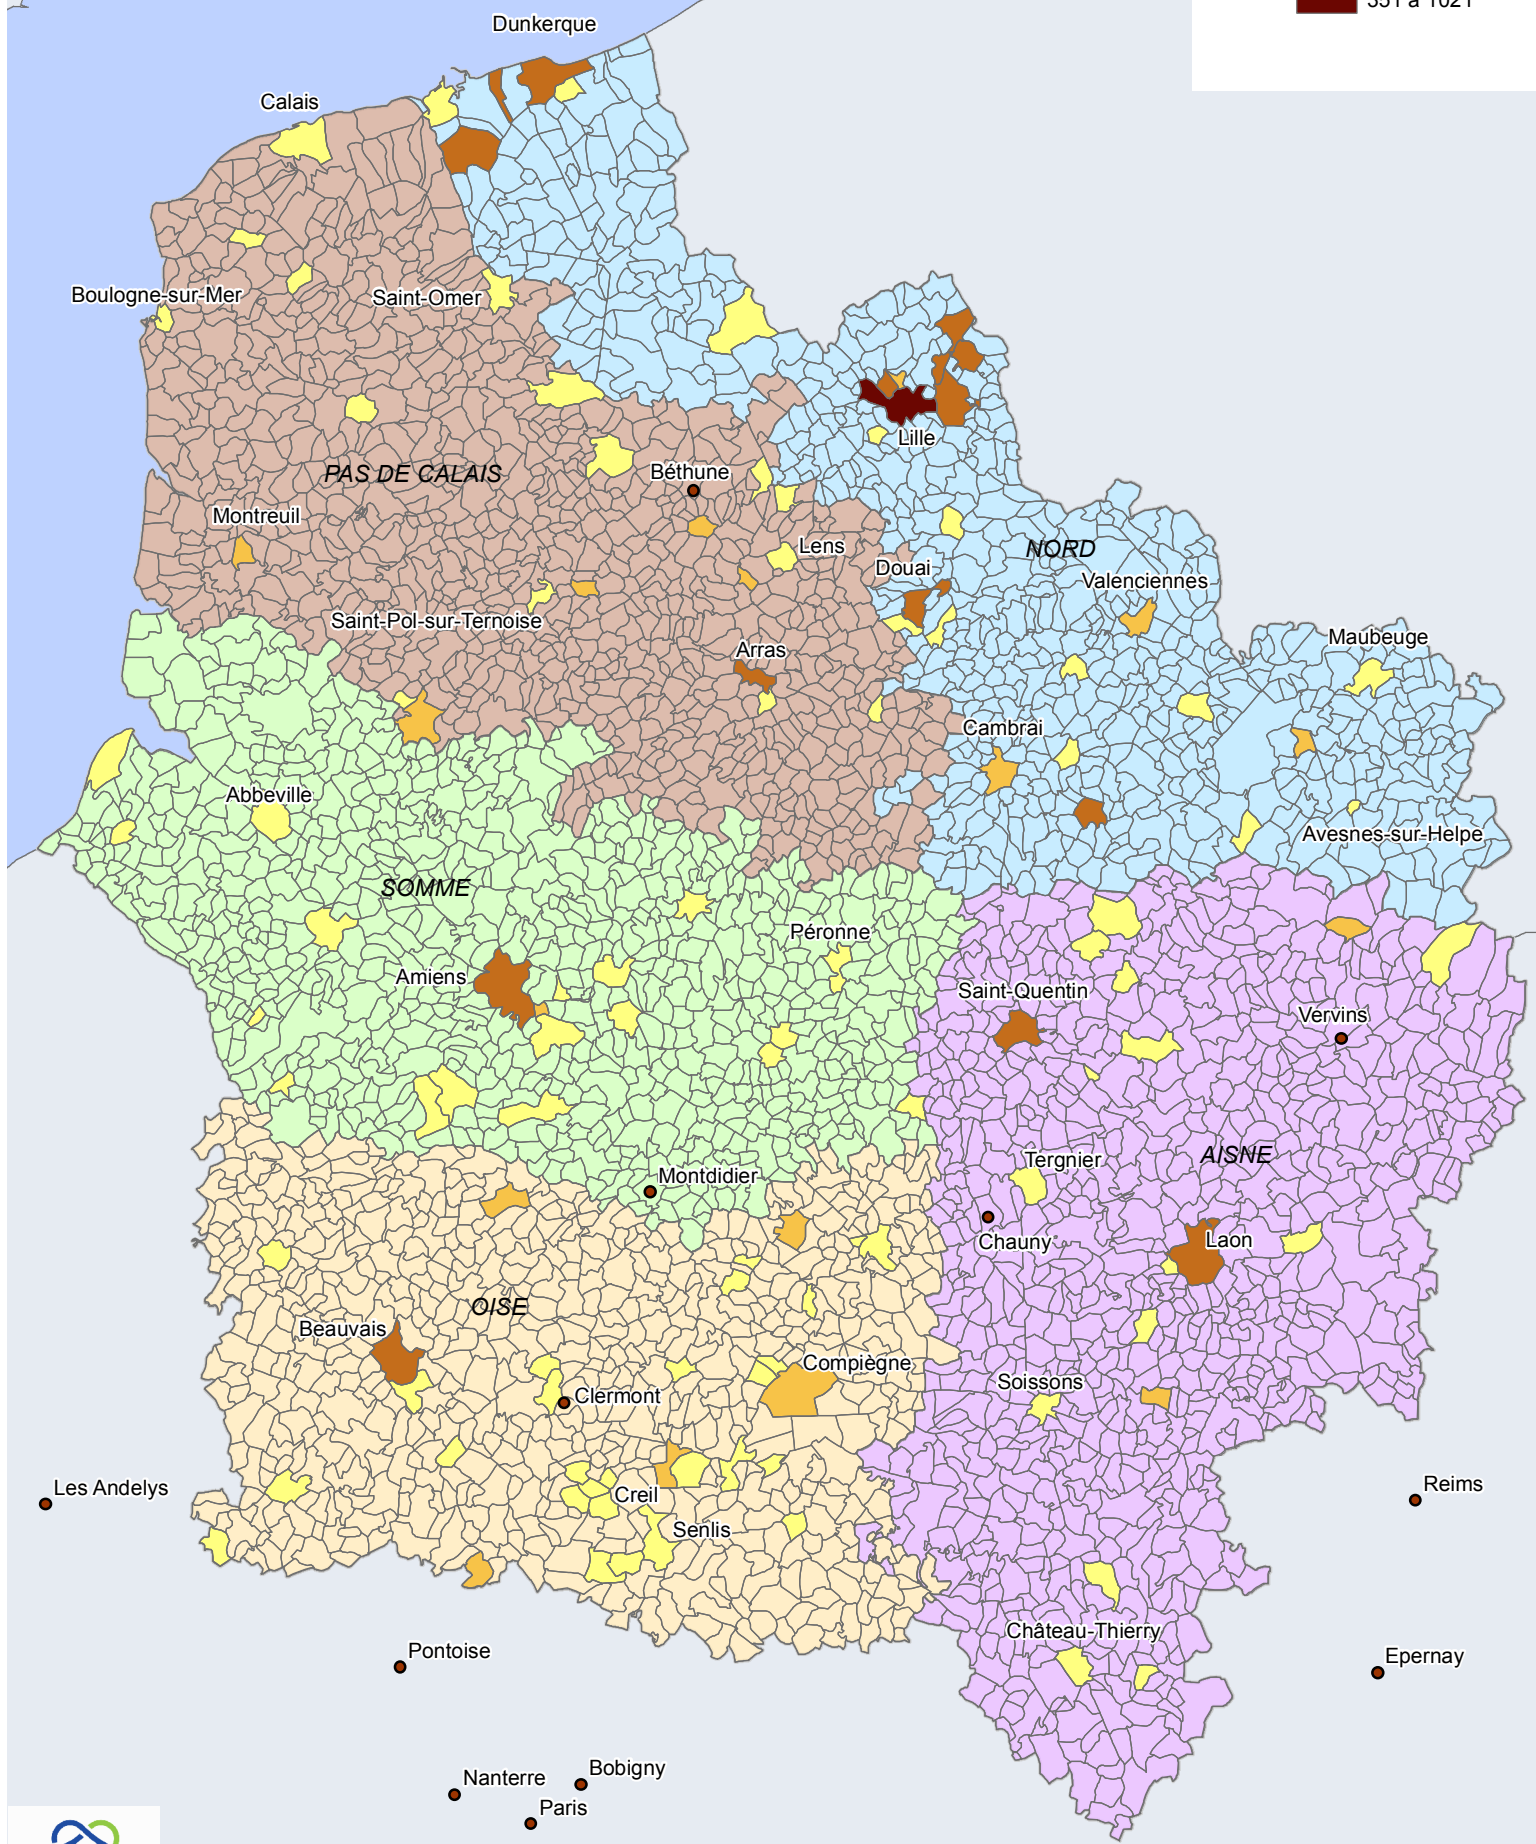 351 à 1021
Dunkerque
Calais
Boulogne-sur-Mer
Saint-Omer
Lille
PAS DE CALAIS
Béthune
Montreuil
Lens
NORD
Douai
Valenciennes
Saint-Pol-sur-Ternoise
Maubeuge
Arras
Cambrai
Abbeville
Avesnes-sur-Helpe
SOMME
Péronne
Amiens
Saint-Quentin
Vervins
Tergnier
AISNE
Montdidier
Chauny
Laon
OISE
Beauvais
Compiègne
Soissons
Clermont
Les Andelys
Creil
Reims
Senlis
Château-Thierry
Pontoise
Epernay
Bobigny
Nanterre
Paris